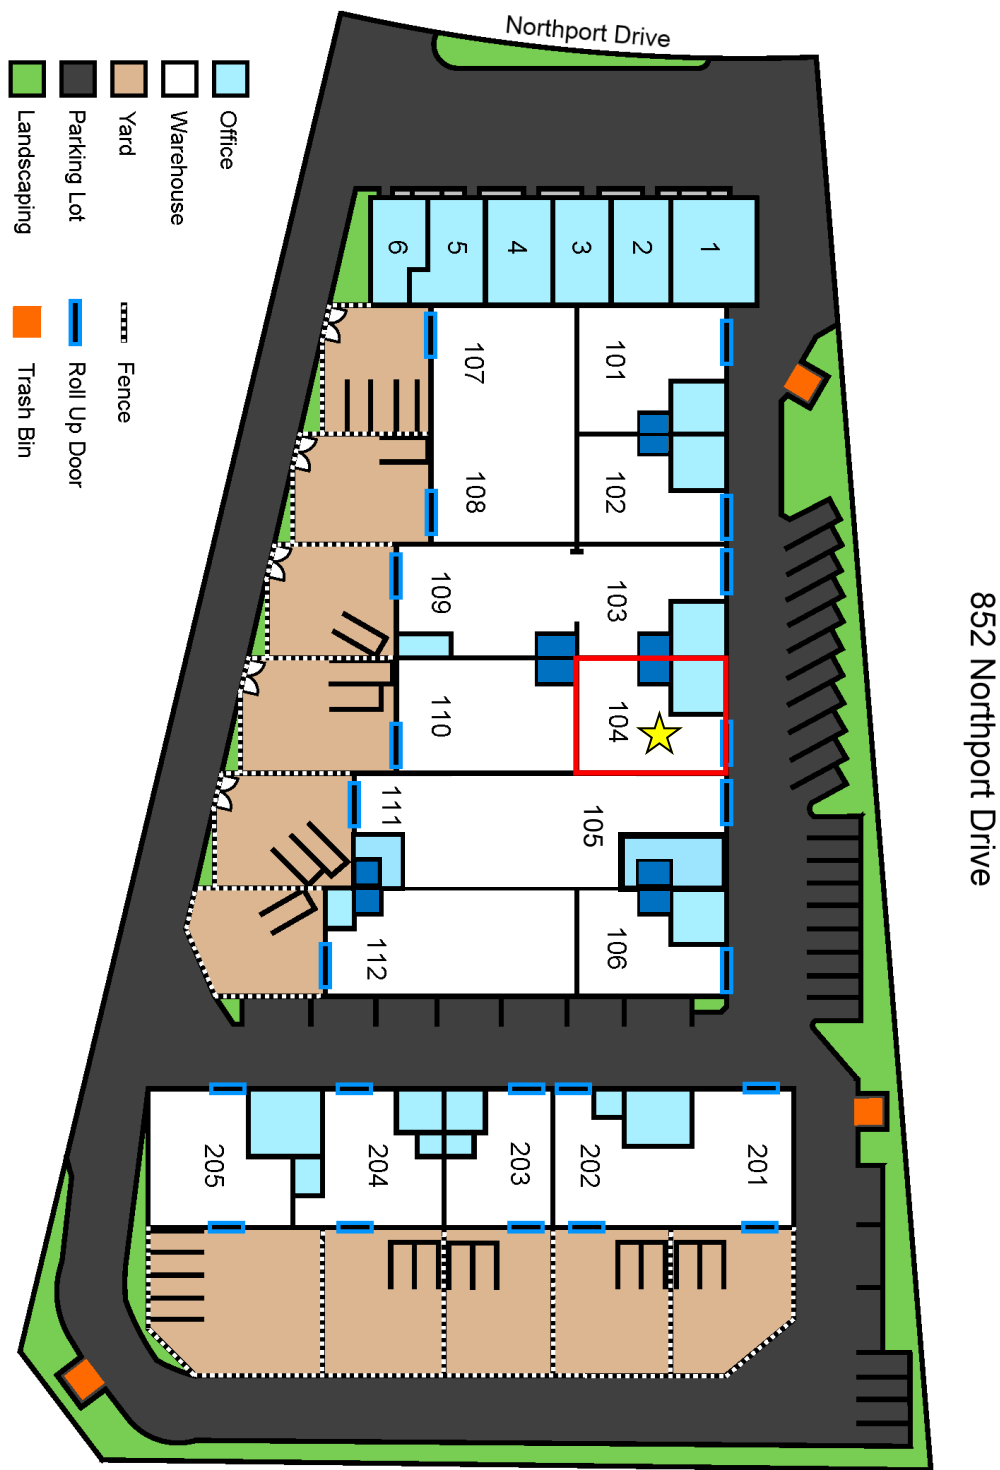 852 Northport Drive
Northport Drive
Office
Warehouse
Yard
Parking Lot
Landscaping
Fence
Roll Up Door
Trash Bin
1
2
3
4
5
6
101
102
103
104
105
106
107
108
109
110
111
112
201
202
203
204
205